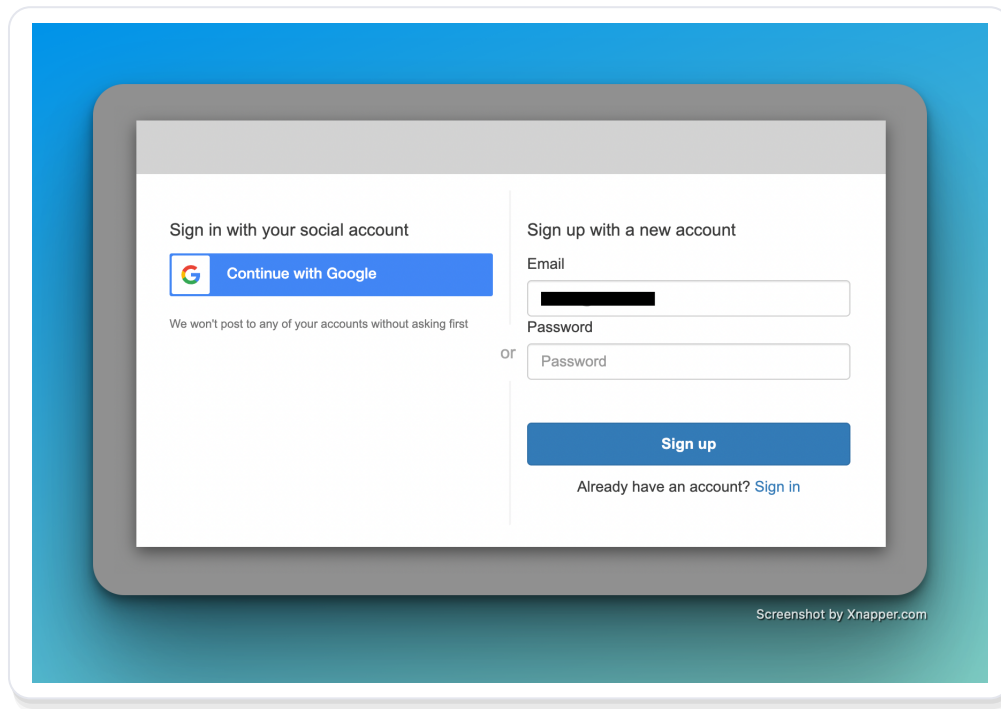 Sign in with your social account
Continue with Google
We won't post to any of your accounts without asking first
or
Sign up with a new account
Email
Password
Password
Sign up
Already have an account? Sign in
Screenshot by Xnapper.com